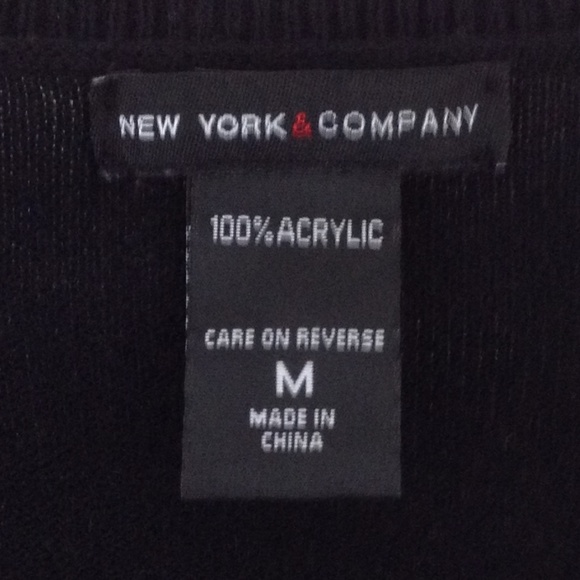 NEW YORK & COMPANY
100% ACRYLIC
CARE ON REVERSE
M
MADE IN
CHINA